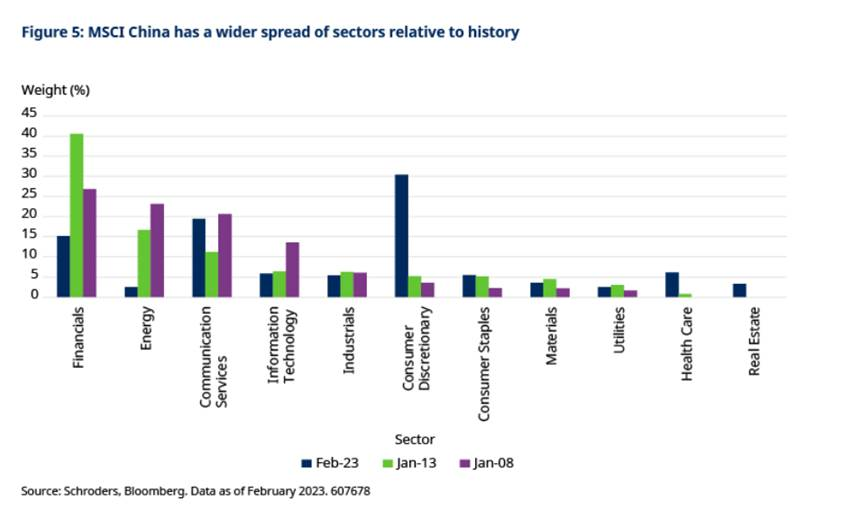 Figure 5: MSCI China has a wider spread of sectors relative to history
Weight (%)
45
40
35
30
25
20
15
10
5
0
Financials
Energy
Communication
Services
Information
Technology
Industrials
Consumer
Discretionary
Consumer Staples
Materials
Utilities
Health Care
Real Estate
Sector
Feb-23 Jan-13 Jan-08
Source: Schroders, Bloomberg. Data as of February 2023. 607678